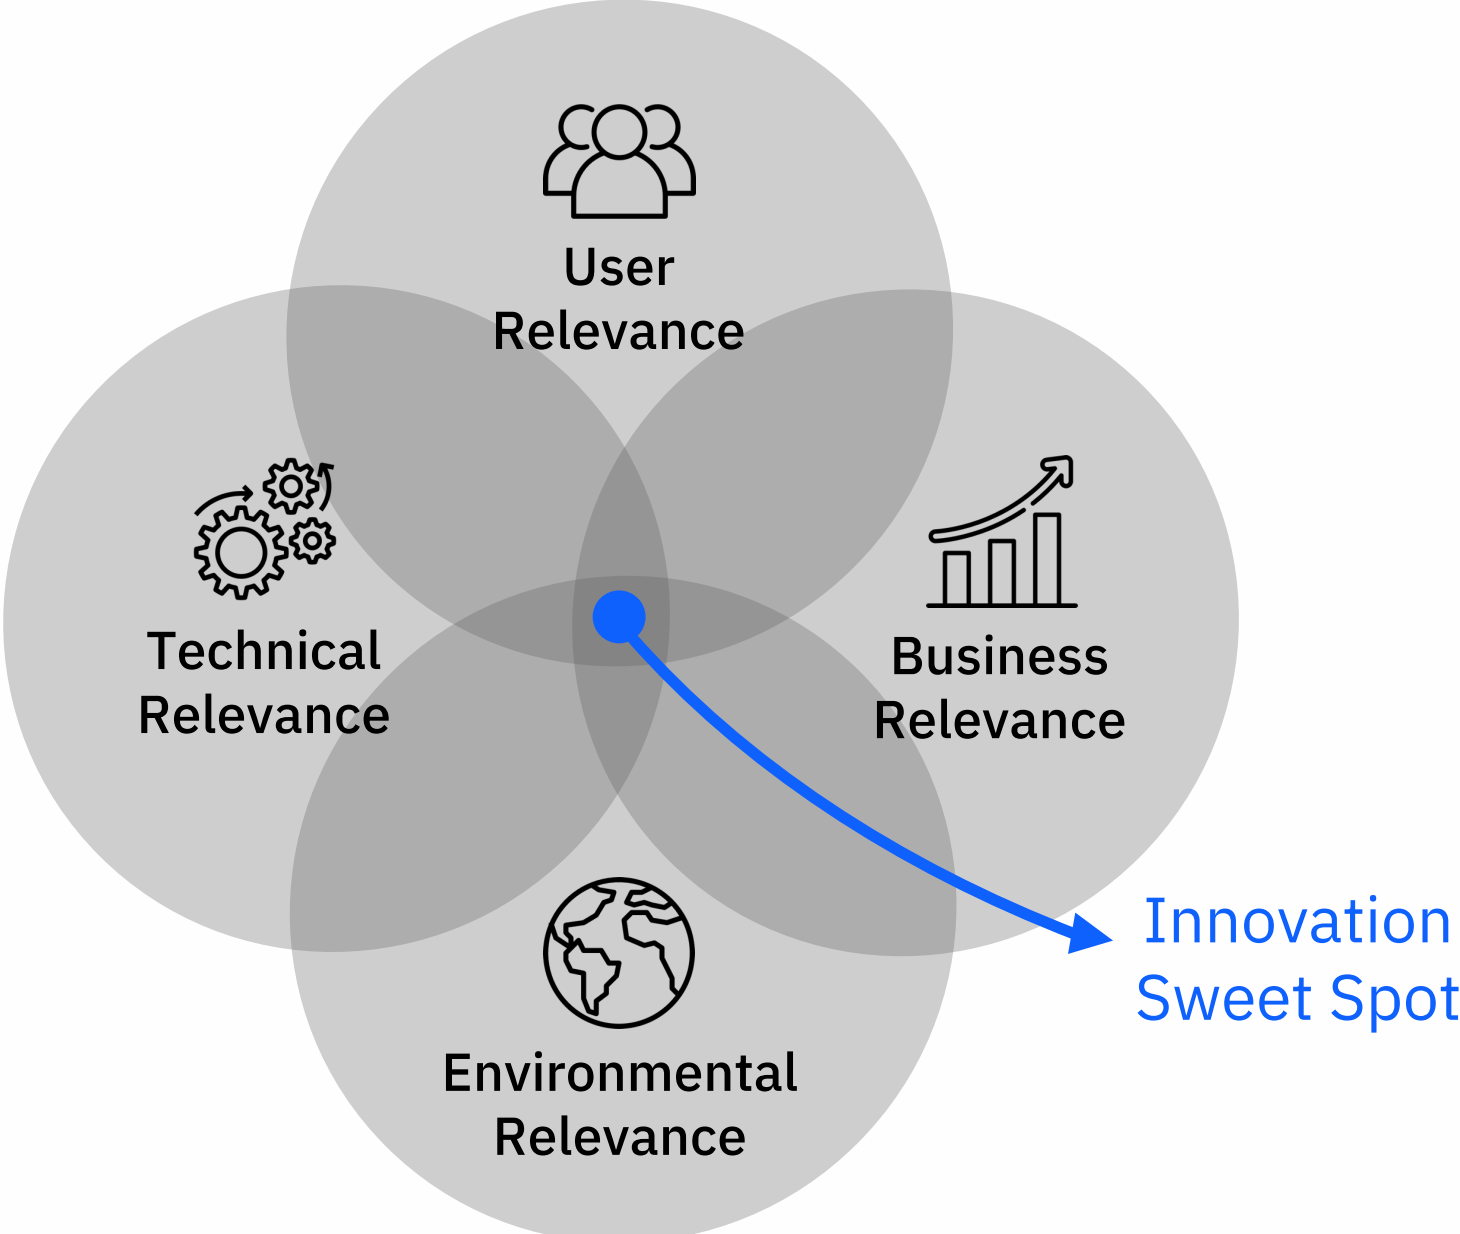 User
Relevance
Technical
Relevance
Business
Relevance
Environmental
Relevance
Innovation
Sweet Spot